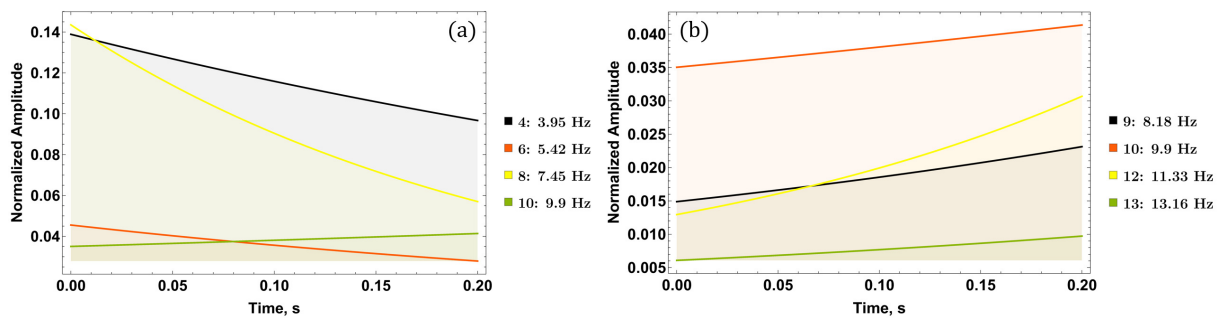 (a)
Normalized Amplitude
0.14
0.12
0.10
0.08
0.06
0.04
0.00
0.05
0.10
0.15
0.20
Time, s
4: 3.95 Hz
6: 5.42 Hz
8: 7.45 Hz
10: 9.9 Hz
(b)
Normalized Amplitude
0.040
0.035
0.030
0.025
0.020
0.015
0.010
0.005
0.00
0.05
0.10
0.15
0.20
Time, s
9: 8.18 Hz
10: 9.9 Hz
12: 11.33 Hz
13: 13.16 Hz